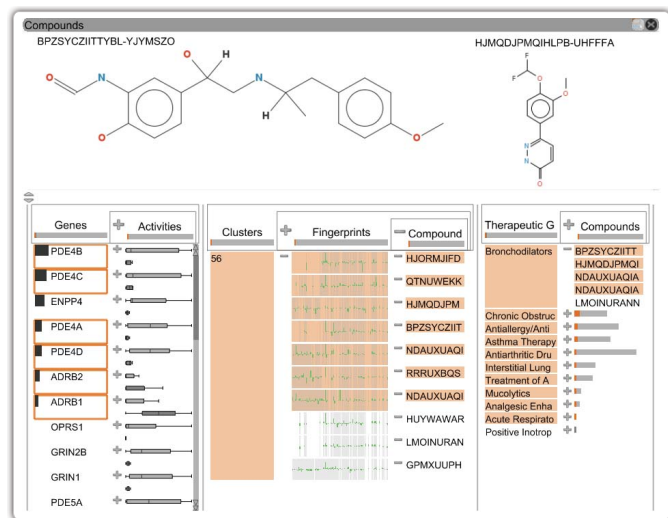 Compounds
BPZSYCZIITTYBL-YJYMSZO
HJMQDJPMQIHLPB-UHFFFA
O
H
O
N
N
O
H
O
F
F
O
O
N
N
O
Genes
Activities
PDE4B
PDE4C
ENPP4
PDE4A
PDE4D
ADRB2
ADRB1
OPRS1
GRIN2B
GRIN1
PDE5A
Clusters
Fingerprints
Compound
56
HJORMJIFD
QTNUWEKK
HJMQDJPM
BPZSYCZIIT
NDAUXUAQI
RRRUXBQS
NDAUXUAQI
HUYWAWAR
LMOINURAN
GPMXUUPH
Therapeutic G
Compounds
Bronchodilators
BPZSYCZIITT
HJMQDJPMQI
NDAUXUAQIA
NDAUXUAQIA
LMOINURANN
Chronic Obstruc
Antiallergy/Anti
Asthma Therapy
Antiarthritic Dru
Interstitial Lung
Treatment of A
Mucolytics
Analgesic Enha
Acute Respirato
Positive Inotrop